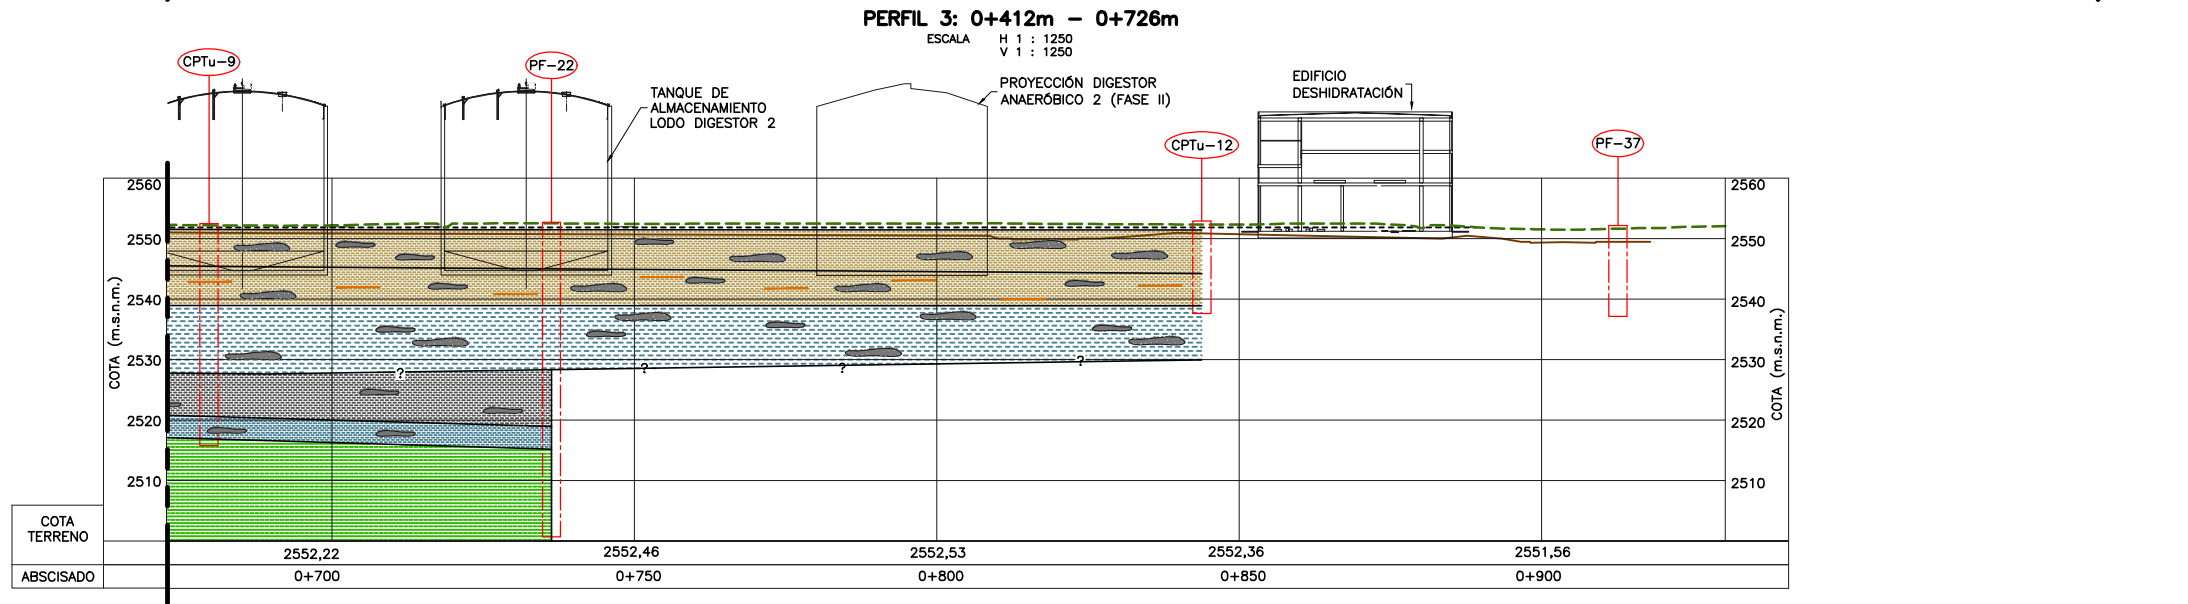 PERFIL 3: 0+412m - 0+726m
ESCALA H 1 : 1250
V 1 : 1250
CPTu-9
PF-22
TANQUE DE
ALMACENAMIENTO
LODO DIGESTOR 2
PROYECCIÓN DIGESTOR
ANAERÓBICO 2 (FASE II)
EDIFICIO
DESHIDRATACIÓN
CPTu-12
PF-37
2560
2550
2540
2530
2520
2510
COTA (m.s.n.m.)
? ? ? ?
2560
2550
2540
2530
2520
2510
COTA (m.s.n.m.)
COTA
TERRENO
2552,22 2552,46 2552,53 2552,36 2551,56
ABSCISADO 0+700 0+750 0+800 0+850 0+900